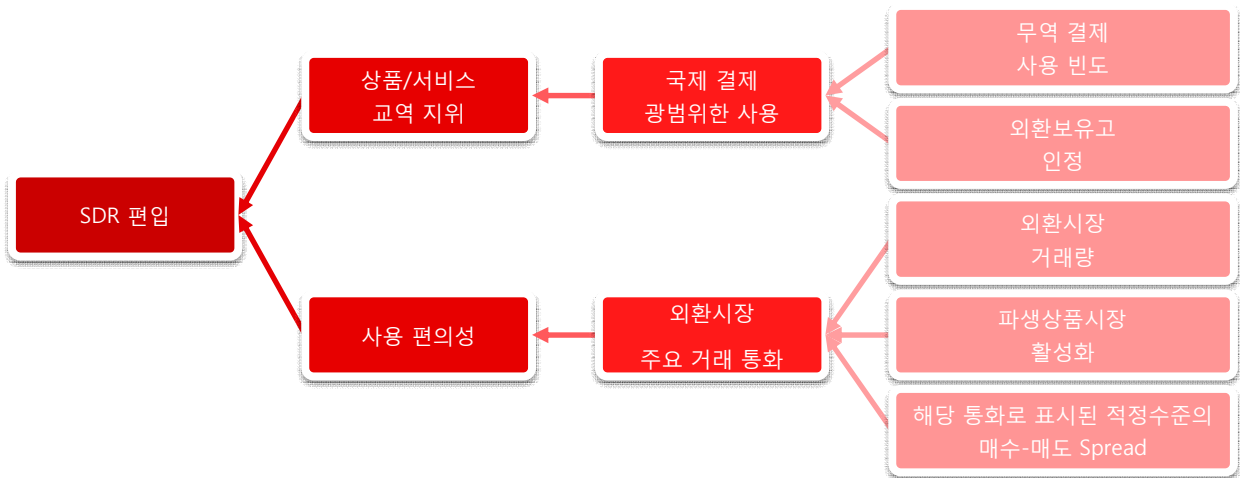 SDR 편입
상품/서비스
교역 지위
사용 편의성
국제 결제
광범위한 사용
외환시장
주요 거래 통화
무역 결제
사용 빈도
외환보유고
인정
외환시장
거래량
파생상품시장
활성화
해당 통화로 표시된 적정수준의
매수-매도 Spread